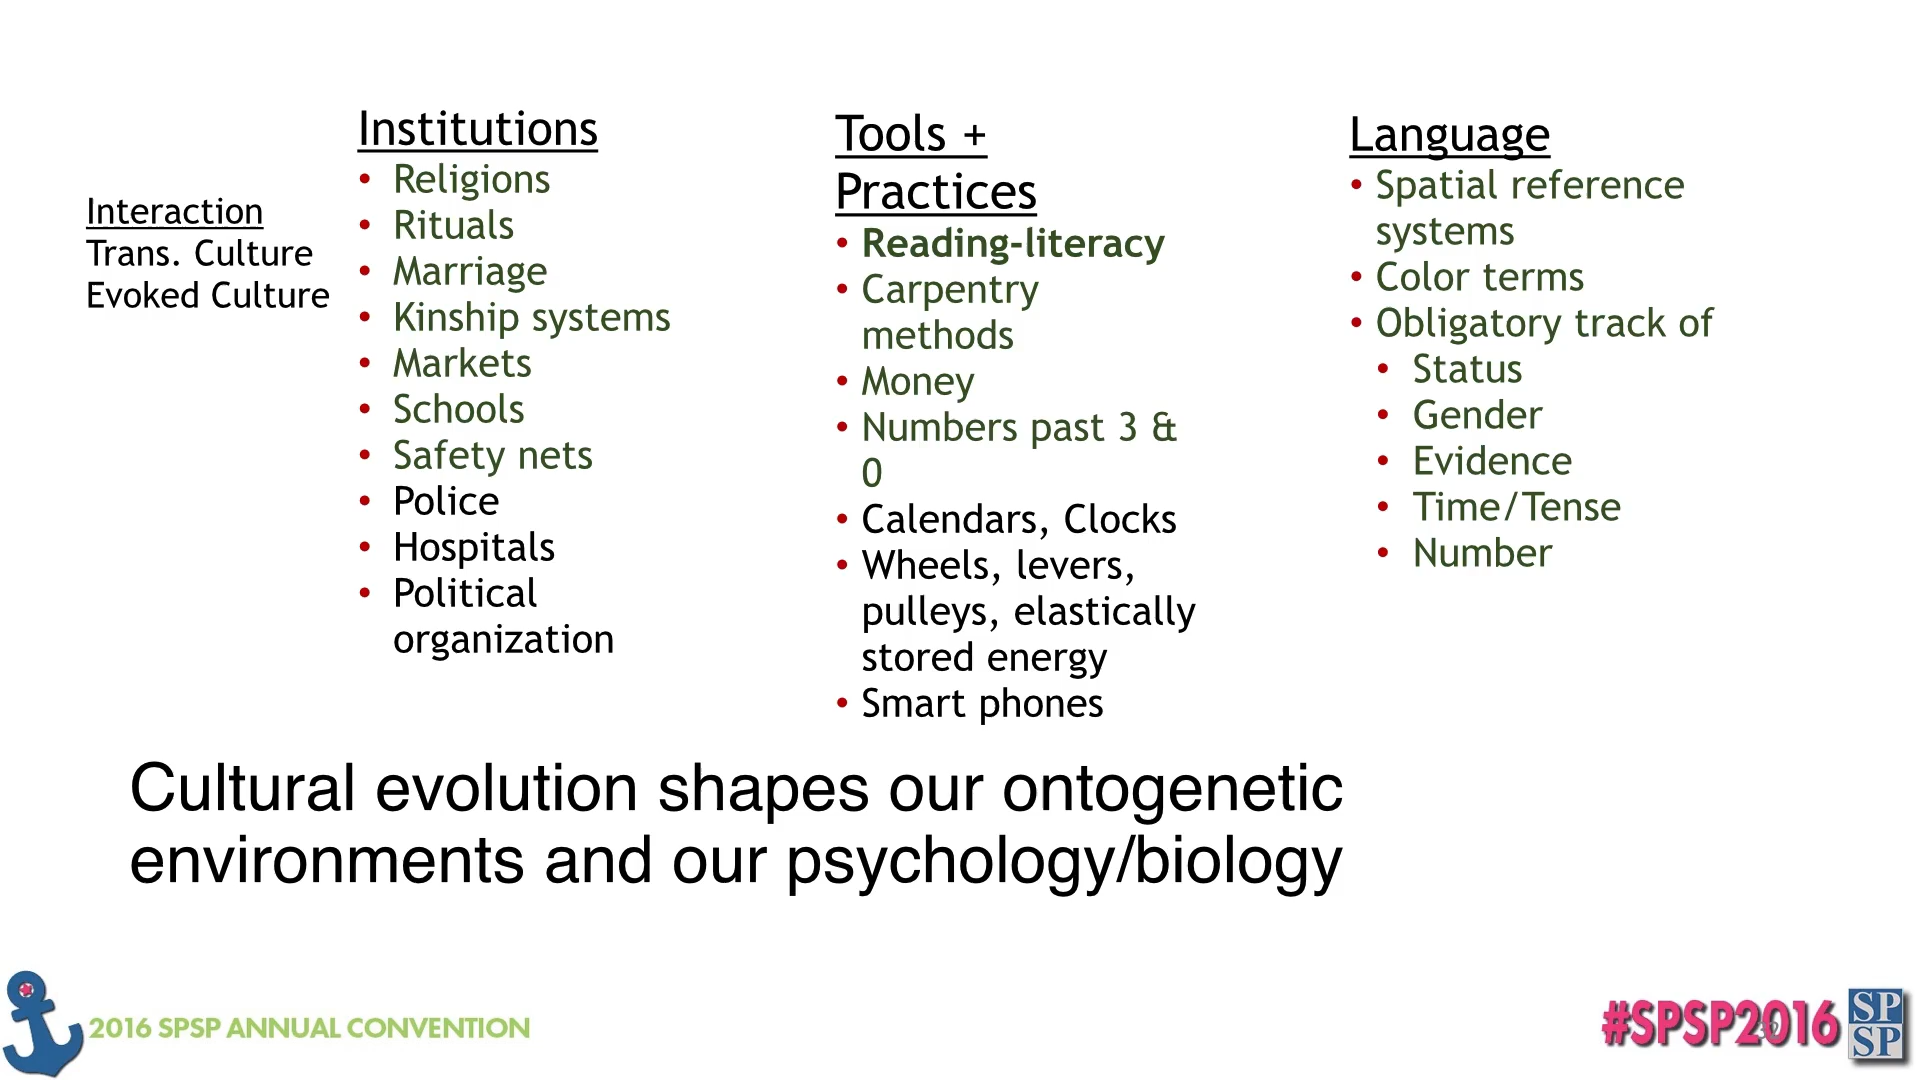 Interaction
Trans. Culture
Evoked Culture
Institutions
• Religions
• Rituals
• Marriage
• Kinship systems
• Markets
• Schools
• Safety nets
• Police
• Hospitals
• Political
organization
Tools +
Practices
• Reading-literacy
• Carpentry
methods
• Money
• Numbers past 3 &
0
• Calendars, Clocks
• Wheels, levers,
pulleys, elastically
stored energy
• Smart phones
Language
• Spatial reference
systems
• Color terms
• Obligatory track of
• Status
• Gender
• Evidence
• Time/Tense
• Number
Cultural evolution shapes our ontogenetic
environments and our psychology/biology
2016 SPSP ANNUAL CONVENTION
#SPSP2016
SP
SP